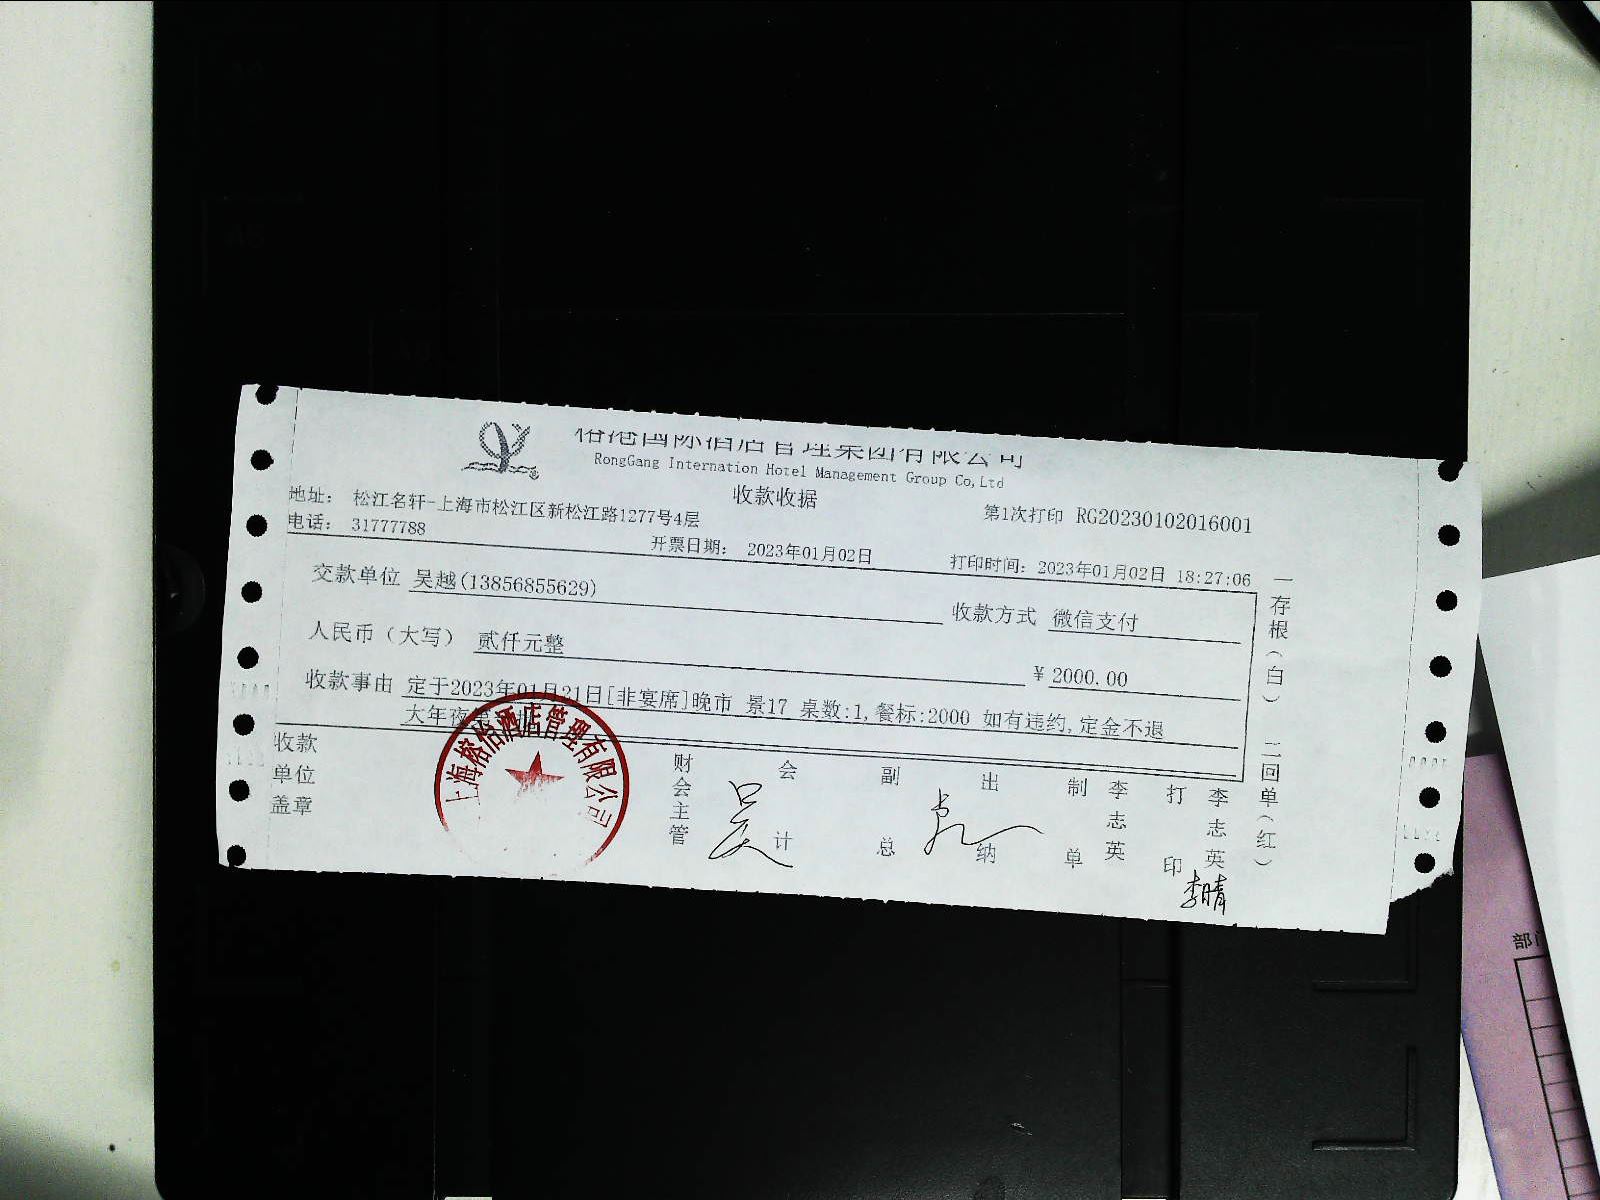 榕港国际酒店管理集团有限公司
RongGang Internation Hotel Management Group Co,Ltd
收款收据
地址： 松江名轩-上海市松江区新松江路1277号4层
第1次打印 RG20230102016001
电话： 31777788
开票日期： 2023年01月02日
打印时间：2023年01月02日 18:27:06
交款单位 吴越(13856855629)
收款方式 微信支付
人民币（大写） 贰仟元整
￥2000.00
收款事由 定于2023年01月21日[非宴席]晚市 景17 桌数:1,餐标:2000 如有违约,定金不退
大年夜第
收款单位盖章
上海榕怡酒店管理有限公司
财会主管
吴
会计
副总
出纳
制单
李志英
打印
李志英
李晴
一存根（白）
二回单（红）
部门